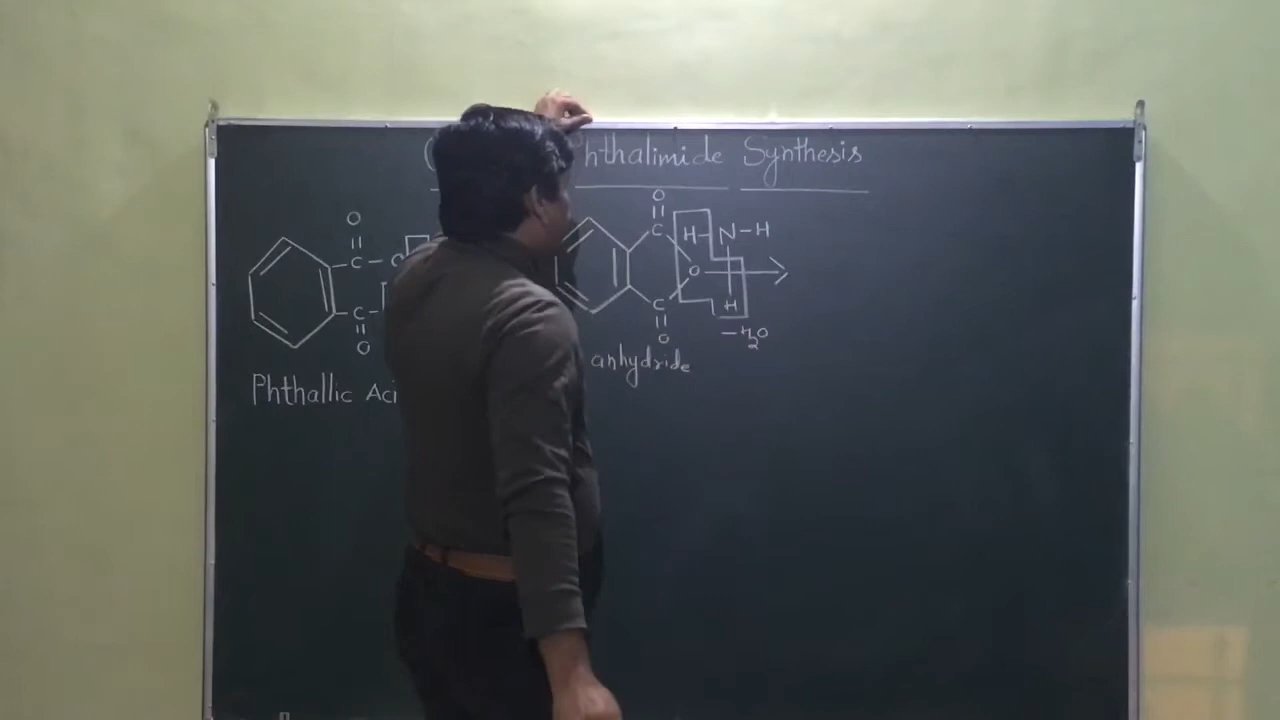 hthalimide Synthesis
O O
C C H-N-H
C-O
O
C- C H
O O -H2O
anhydride
Phthallic Aci